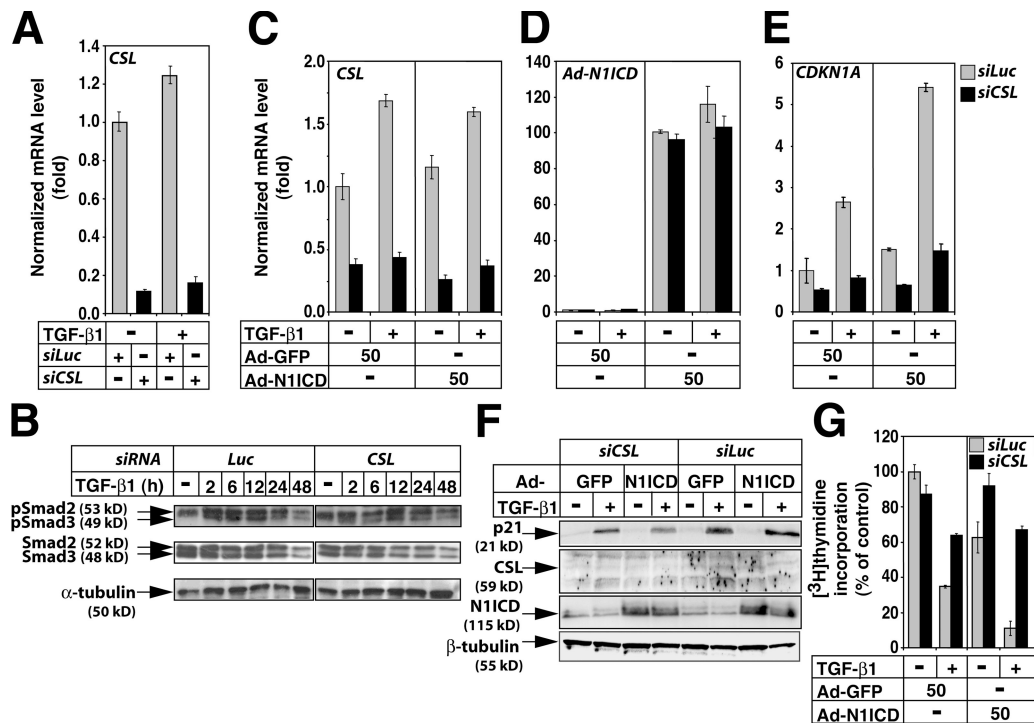 A
Normalized mRNA level
(fold)
1.4
1.2
1.0
0.8
0.6
0.4
0.2
0.0
CSL
TGF-β1 - +
siLuc + - + -
siCSL - + - +
C
Normalized mRNA level
(fold)
2.0
1.5
1.0
0.5
0.0
CSL
TGF-β1 - + - +
Ad-GFP 50 -
Ad-N1ICD - 50
D
140
120
100
80
60
40
20
0
Ad-N1ICD
- + - +
50 -
- 50
E
6
5
4
3
2
1
0
CDKN1A
siLuc
siCSL
- + - +
50 -
- 50
B
siRNA Luc CSL
TGF-β1 (h) - 2 6 12 24 48 - 2 6 12 24 48
pSmad2 (53 kD)
pSmad3 (49 kD)
Smad2 (52 kD)
Smad3 (48 kD)
α-tubulin
(50 kD)
F
siCSL siLuc
Ad- GFP N1ICD GFP N1ICD
TGF-β1 - + - + - + - +
p21
(21 kD)
CSL
(59 kD)
N1ICD
(115 kD)
β-tubulin
(55 kD)
G
[³H]thymidine
incorporation
(% of control)
120
100
80
60
40
20
0
siLuc
siCSL
TGF-β1 - + - +
Ad-GFP 50 -
Ad-N1ICD - 50